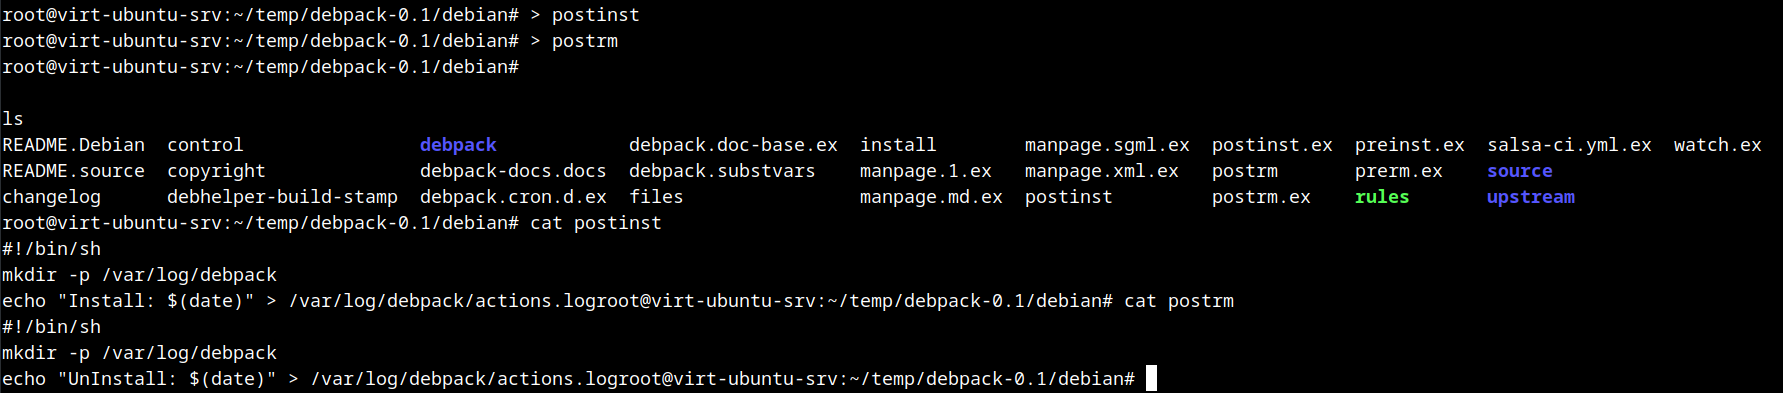 root@virt-ubuntu-srv:~/temp/debpack-0.1/debian# > postinst
root@virt-ubuntu-srv:~/temp/debpack-0.1/debian# > postrm
root@virt-ubuntu-srv:~/temp/debpack-0.1/debian#
ls
README.Debian  control              debpack            debpack.doc-base.ex  install        manpage.sgml.ex  postinst.ex  preinst.ex  salsa-ci.yml.ex  watch.ex
README.source  copyright            debpack-docs.docs  debpack.substvars    manpage.1.ex   manpage.xml.ex   postrm       prerm.ex    source
changelog      debhelper-build-stamp  debpack.cron.d.ex  files                manpage.md.ex  postinst         postrm.ex    rules       upstream
root@virt-ubuntu-srv:~/temp/debpack-0.1/debian# cat postinst
#!/bin/sh
mkdir -p /var/log/debpack
echo "Install: $(date)" > /var/log/debpack/actions.logroot@virt-ubuntu-srv:~/temp/debpack-0.1/debian# cat postrm
#!/bin/sh
mkdir -p /var/log/debpack
echo "UnInstall: $(date)" > /var/log/debpack/actions.logroot@virt-ubuntu-srv:~/temp/debpack-0.1/debian#